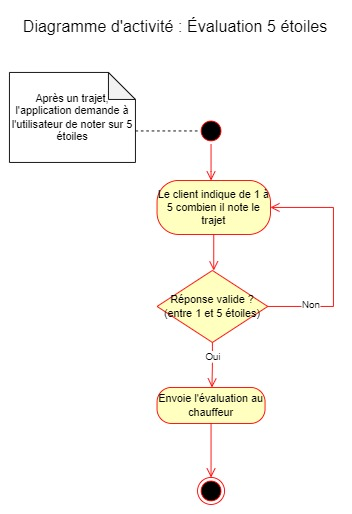 Diagramme d'activité : Évaluation 5 étoiles
Après un trajet,
l'application demande à
l'utilisateur de noter sur 5
étoiles
Le client indique de 1 à
5 combien il note le
trajet
Réponse valide ?
(entre 1 et 5 étoiles)
Non
Oui
Envoie l'évaluation au
chauffeur